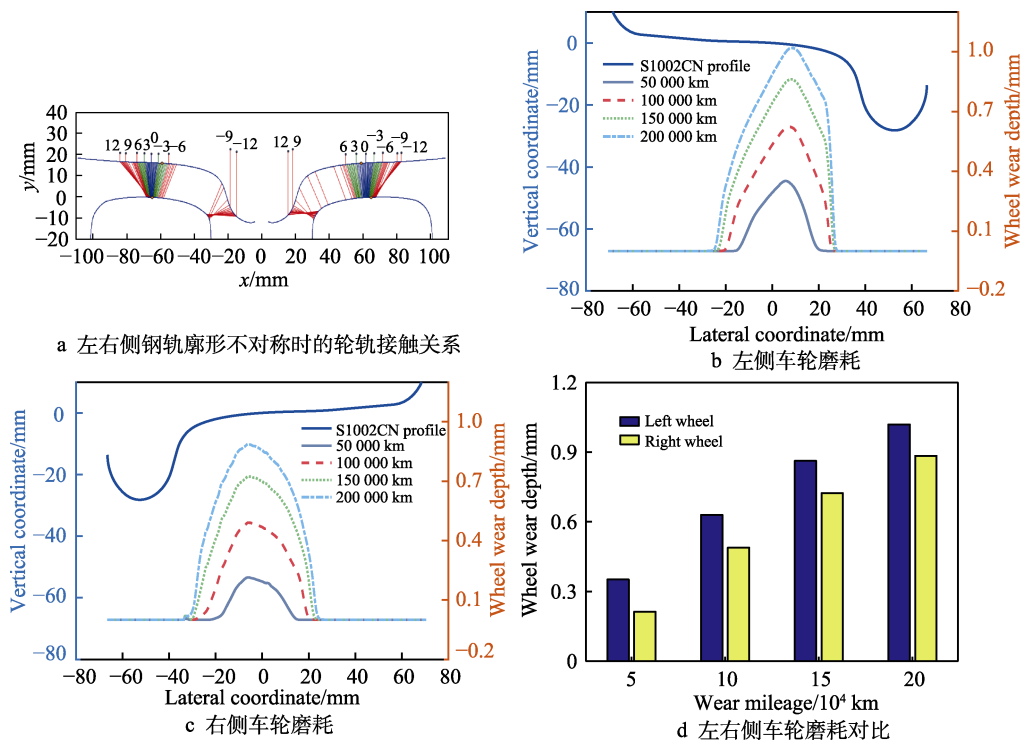 40
30
20
10
0
−10
−20
y/mm
12 9 6 3 0 −3 −6
−9
−12
12 9
6 3 0 −3 −6 −9 −12
−100 −80 −60 −40 −20 0 20 40 60 80 100
x/mm
a 左右侧钢轨廓形不对称时的轮轨接触关系
0
−20
−40
−60
−80
Vertical coordinate/mm
S1002CN profile
50 000 km
100 000 km
150 000 km
200 000 km
1.0
0.7
0.4
0.1
−0.2
Wheel wear depth/mm
−80 −60 −40 −20 0 20 40 60 80
Lateral coordinate/mm
b 左侧车轮磨耗
0
−20
−40
−60
−80
Vertical coordinate/mm
S1002CN profile
50 000 km
100 000 km
150 000 km
200 000 km
1.0
0.7
0.4
0.1
−0.2
Wheel wear depth/mm
−80 −60 −40 −20 0 20 40 60 80
Lateral coordinate/mm
c 右侧车轮磨耗
1.2
0.9
0.6
0.3
0
Wheel wear depth/mm
Left wheel
Right wheel
5 10 15 20
Wear mileage/10⁴ km
d 左右侧车轮磨耗对比